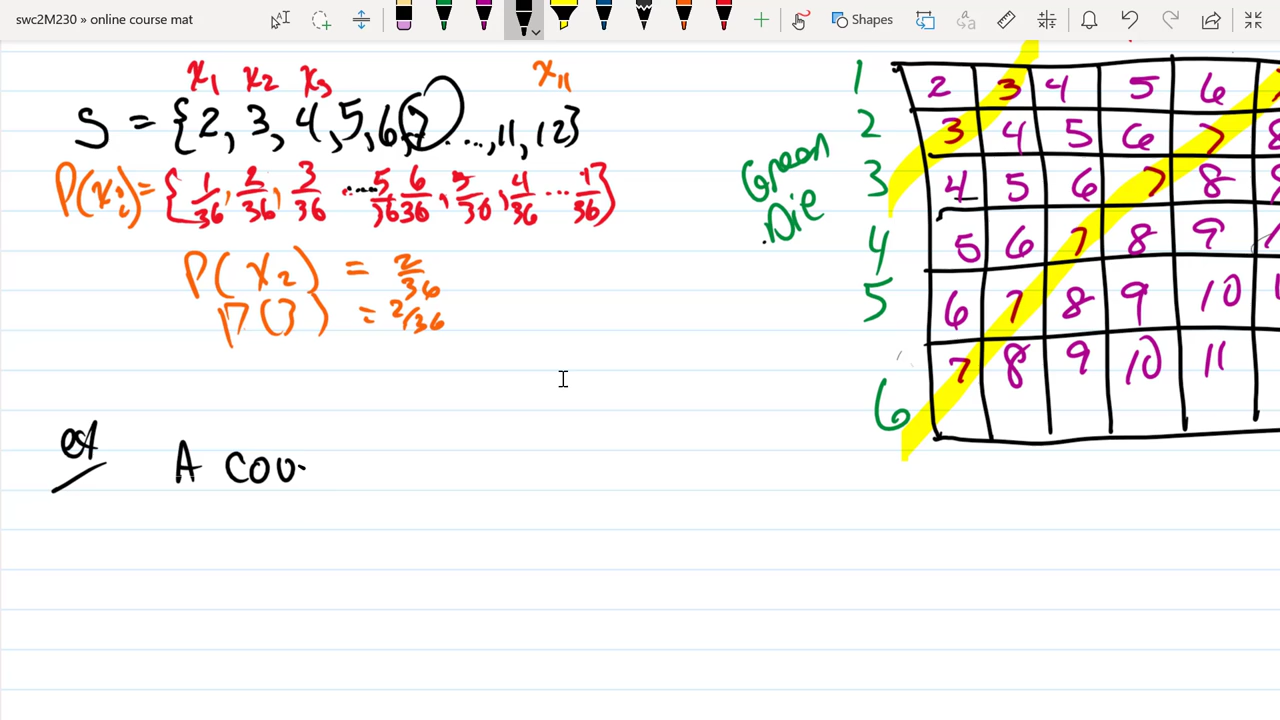 swc2M230 » online course mat
Shapes
x1 x2 x3 x11
S = {2, 3, 4, 5, 6, 7, ..., 11, 12}
P(xi) = {1/36, 2/36, 3/36 ... 5/36 6/36, 5/36, 4/36 ... 1/36}
P(x2) = 2/36
P(3) = 2/36
ex
A cou
Green
Die
1 2 3 4 5 6
2 3 4 5 6 7 8
3 4 5 6 7 8
4 5 6 7 8 9
5 6 7 8 9 10
6 7 8 9 10 11